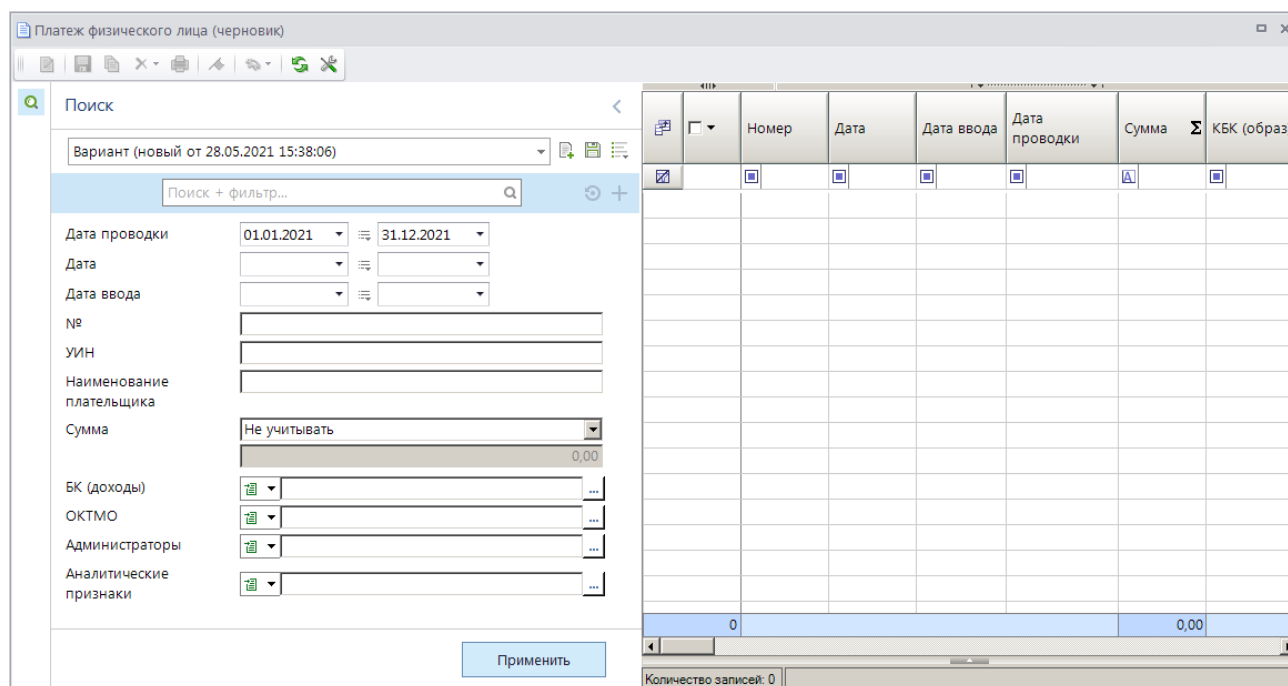 Платеж физического лица (черновик)
Поиск
Вариант (новый от 28.05.2021 15:38:06)
Поиск + фильтр...
Дата проводки 01.01.2021 31.12.2021
Дата
Дата ввода
№
УИН
Наименование
плательщика
Сумма Не учитывать
0,00
БК (доходы) ...
ОКТМО ...
Администраторы ...
Аналитические
признаки ...
Применить
Номер Дата Дата ввода Дата
проводки Сумма Σ КБК (образ
A
0 0,00
Количество записей: 0